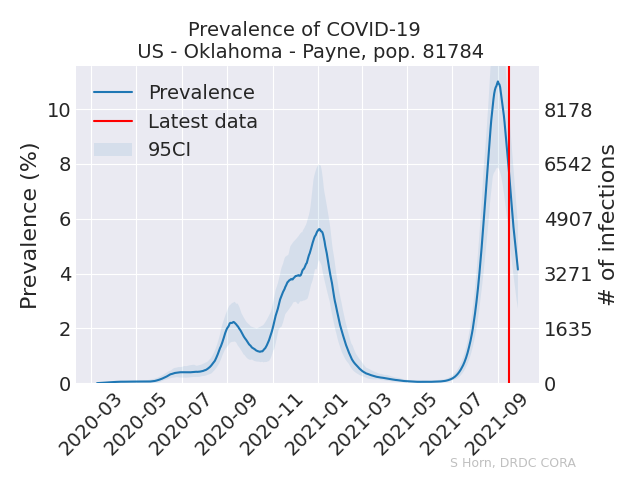 Prevalence of COVID-19
US - Oklahoma - Payne, pop. 81784
Prevalence
Latest data
95CI
Prevalence (%)
10
8
6
4
2
0
8178
6542
4907
3271
1635
0
# of infections
2020-03
2020-05
2020-07
2020-09
2020-11
2021-01
2021-03
2021-05
2021-07
2021-09
S Horn, DRDC CORA